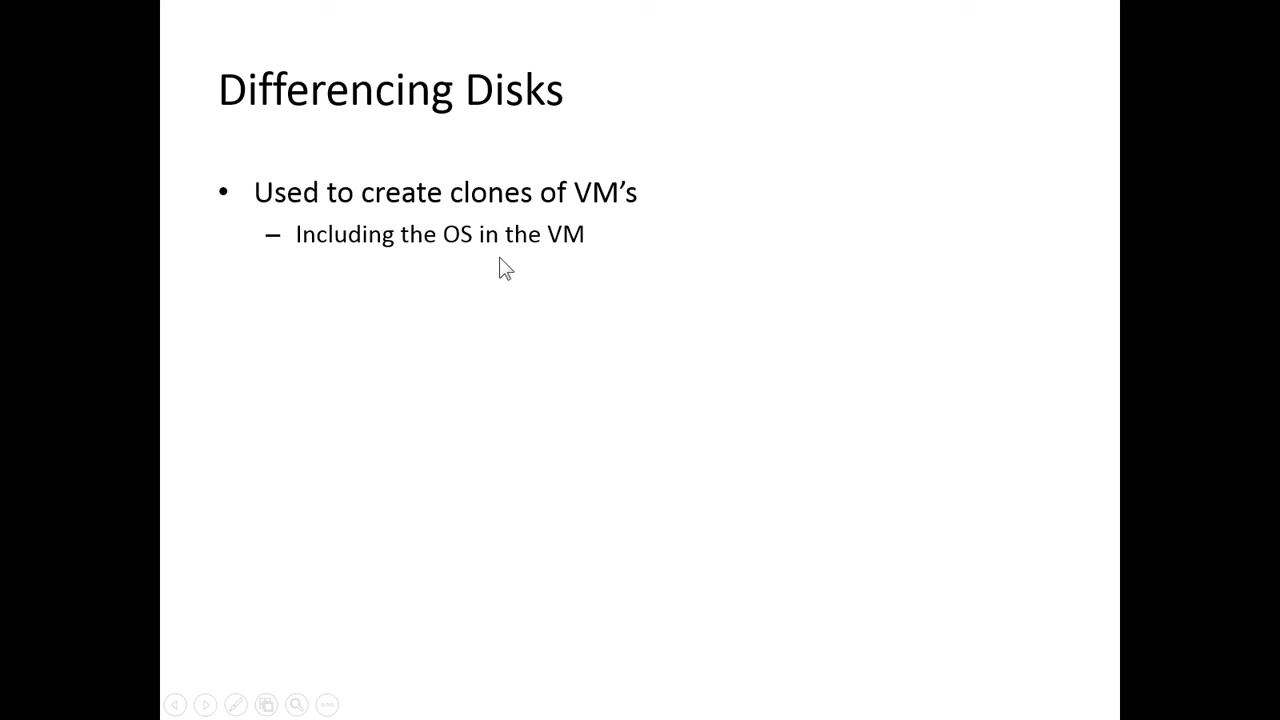 Differencing Disks
• Used to create clones of VM’s
– Including the OS in the VM